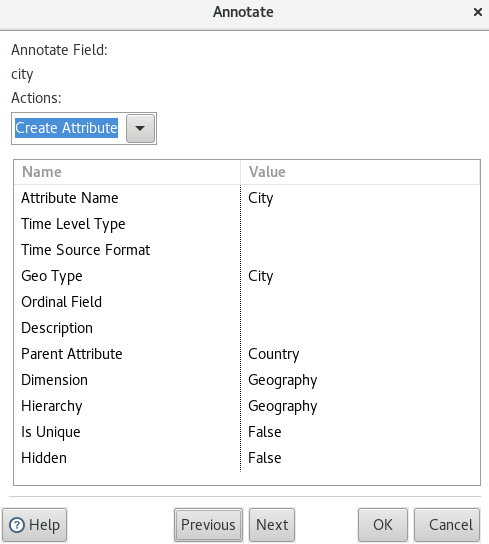 Annotate ×
Annotate Field:
city
Actions:
Create Attribute
Name Value
Attribute Name City
Time Level Type
Time Source Format
Geo Type City
Ordinal Field
Description
Parent Attribute Country
Dimension Geography
Hierarchy Geography
Is Unique False
Hidden False
? Help Previous Next OK Cancel